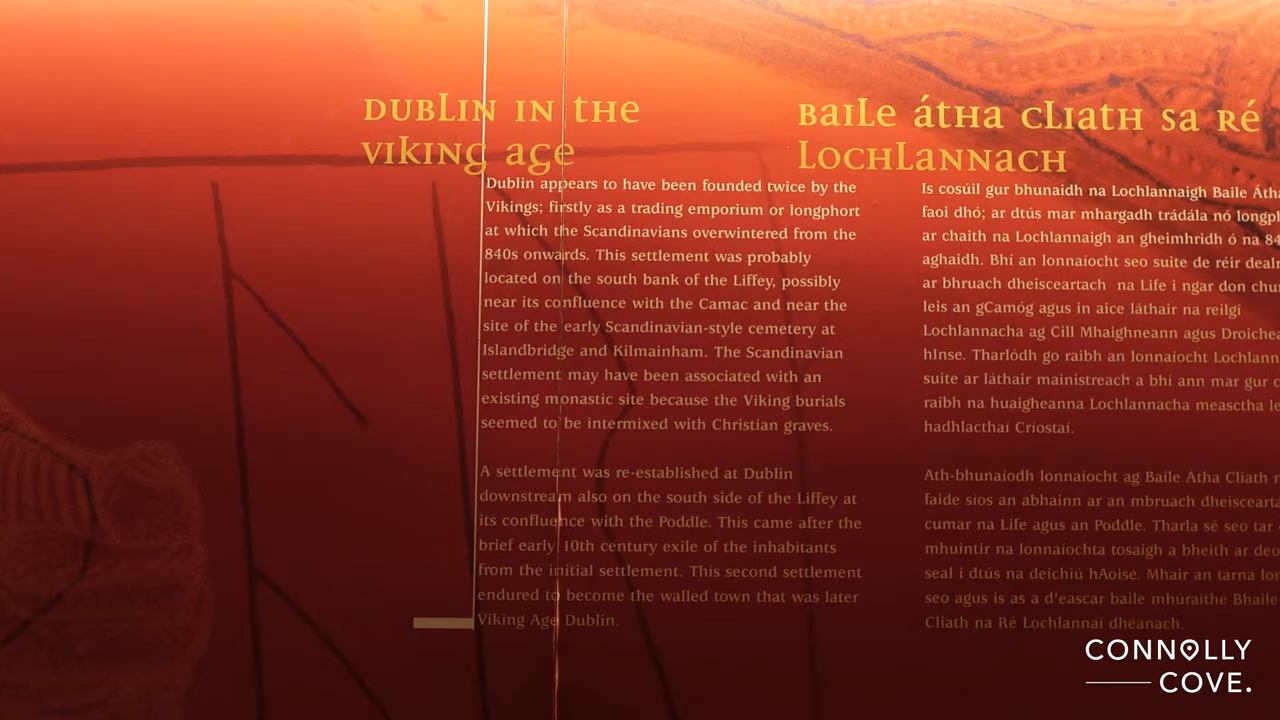 DUBLIN IN THE
VIKING AGE
Dublin appears to have been founded twice by the
Vikings; firstly as a trading emporium or longphort
at which the Scandinavians overwintered from the
840s onwards. This settlement was probably
located on the south bank of the Liffey, possibly
near its confluence with the Camac and near the
site of the early Scandinavian-style cemetery at
Islandbridge and Kilmainham. The Scandinavian
settlement may have been associated with an
existing monastic site because the Viking burials
seemed to be intermixed with Christian graves.
A settlement was re-established at Dublin
downstream also on the south side of the Liffey at
its confluence with the Poddle. This came after the
brief early 10th century exile of the inhabitants
from the initial settlement. This second settlement
endured to become the walled town that was later
Viking Age Dublin.
BAILE ÁTHA CLIATH SA RÉ
LOCHLANNACH
Is cosúil gur bhunaidh na Lochlannaigh Baile
faoi dhó; ar dtús mar mhargadh trádála nó
ar chaith na Lochlannaigh an gheimhridh ó na
aghaidh. Bhí an lonnaíocht seo suite de réir
ar bhruach dheisceartach na Life i ngar don
leis an gCamóg agus in aice láthair na reilgí
Lochlannacha ag Cill Mhaighneann agus
hInse. Tharlódh go raibh an lonnaíocht
suite ar láthair mainistreach a bhí ann mar gur
raibh na huaigheanna Lochlannacha measctha
hadhlacthaí Críostaí.
Ath-bhunaíodh lonnaíocht ag Baile Átha Cliath
faide síos an abhainn ar an mbruach
cumar na Life agus an Poddle. Tharla sé seo tar
mhuintir na lonnaíochta tosaigh a bheith ar
seal i dtús na deichiú hAoise. Mhair an tarna
seo agus is as a d'eascar baile mhúraithe
Cliath na Ré Lochlannaí dhéanach.
CONNOLLY
COVE.